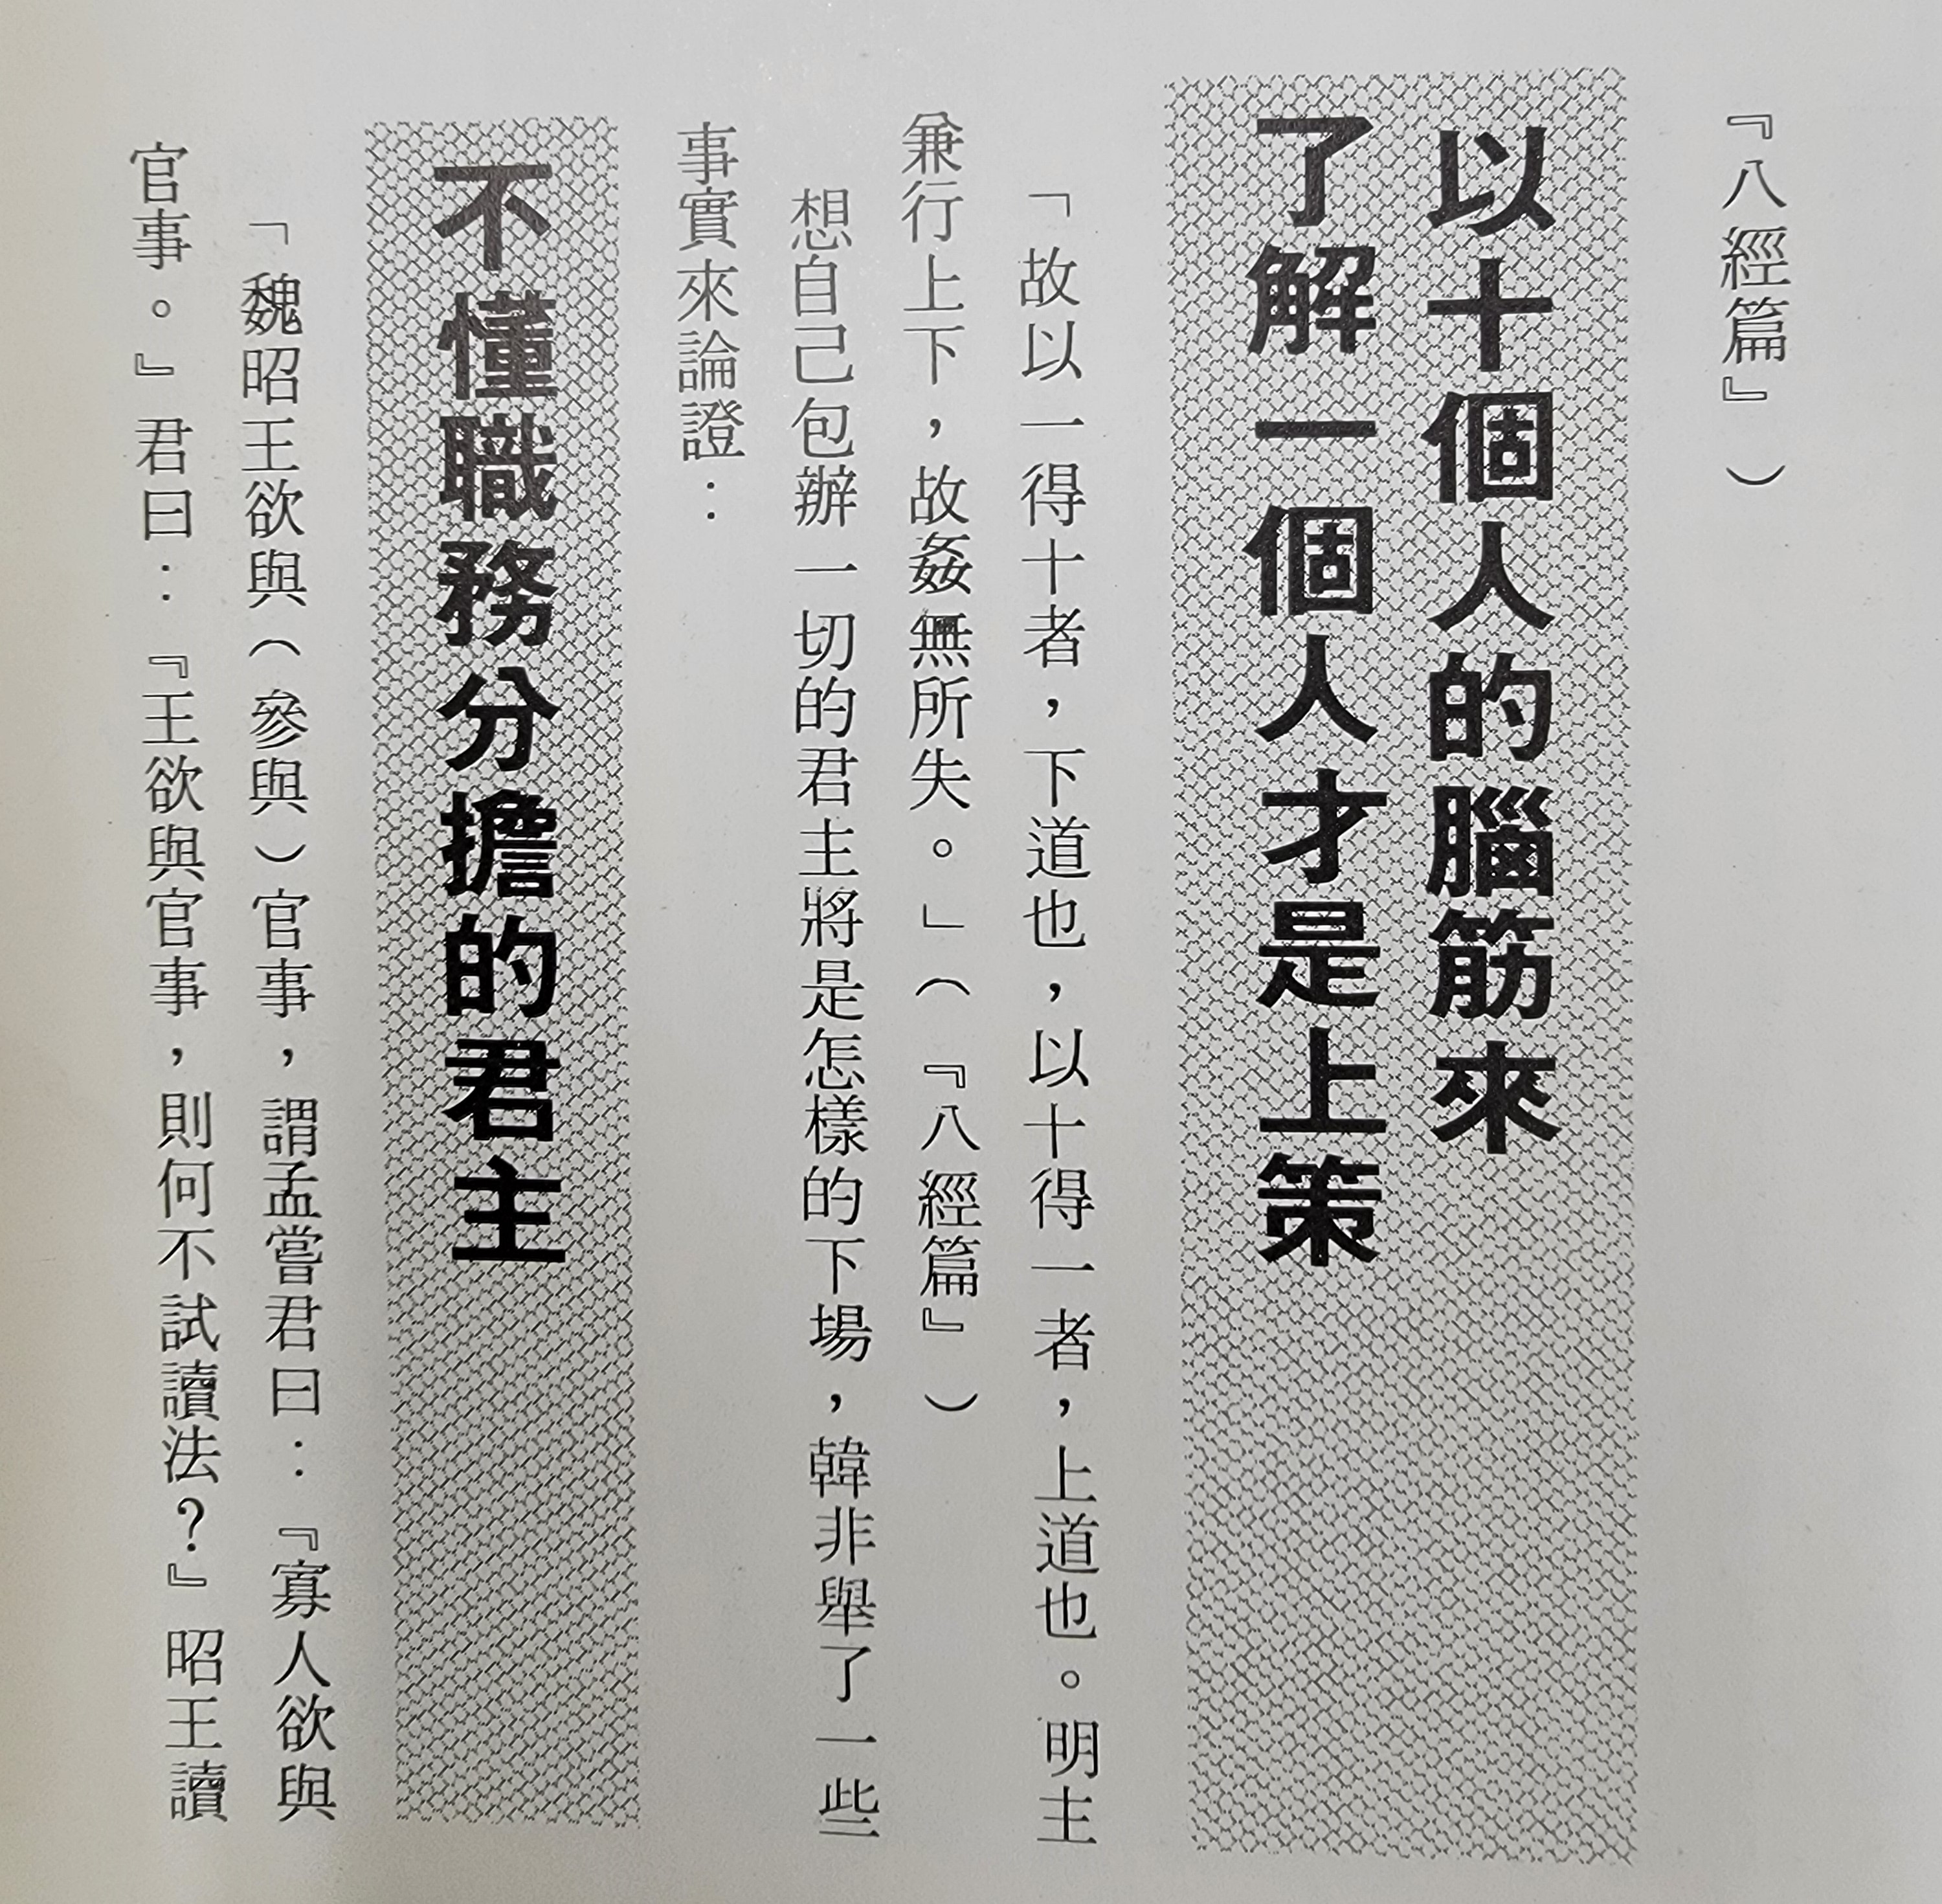 『八經篇』）
以十個人的腦筋來
了解一個人才是上策
「故以一得十者，下道也，以十得一者，上道也。明主
兼行上下，故姦無所失。」（『八經篇』）
想自己包辦一切的君主將是怎樣的下場，韓非舉了一些
事實來論證：
不懂職務分擔的君主
「魏昭王欲與（參與）官事，謂孟嘗君曰：『寡人欲與
官事。』君曰：『王欲與官事，則何不試讀法？』昭王讀